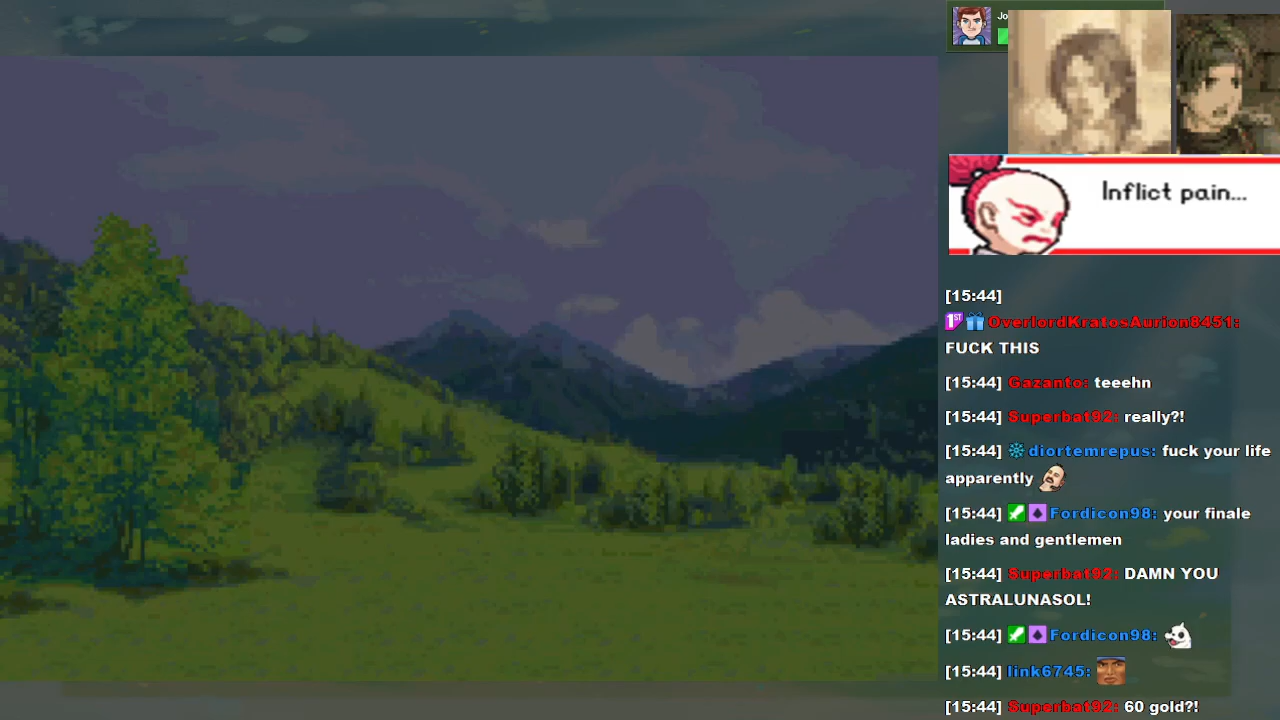 Jo
Inflict pain...
[15:44]
1ST OverlordKratosAurion8451:
FUCK THIS
[15:44] Gazanto: teeehn
[15:44] Superbat92: really?!
[15:44] diortemrepus: fuck your life
apparently
[15:44] Fordicon98: your finale
ladies and gentlemen
[15:44] Superbat92: DAMN YOU
ASTRALUNASOL!
[15:44] Fordicon98:
[15:44] link6745:
[15:44] Superbat92: 60 gold?!